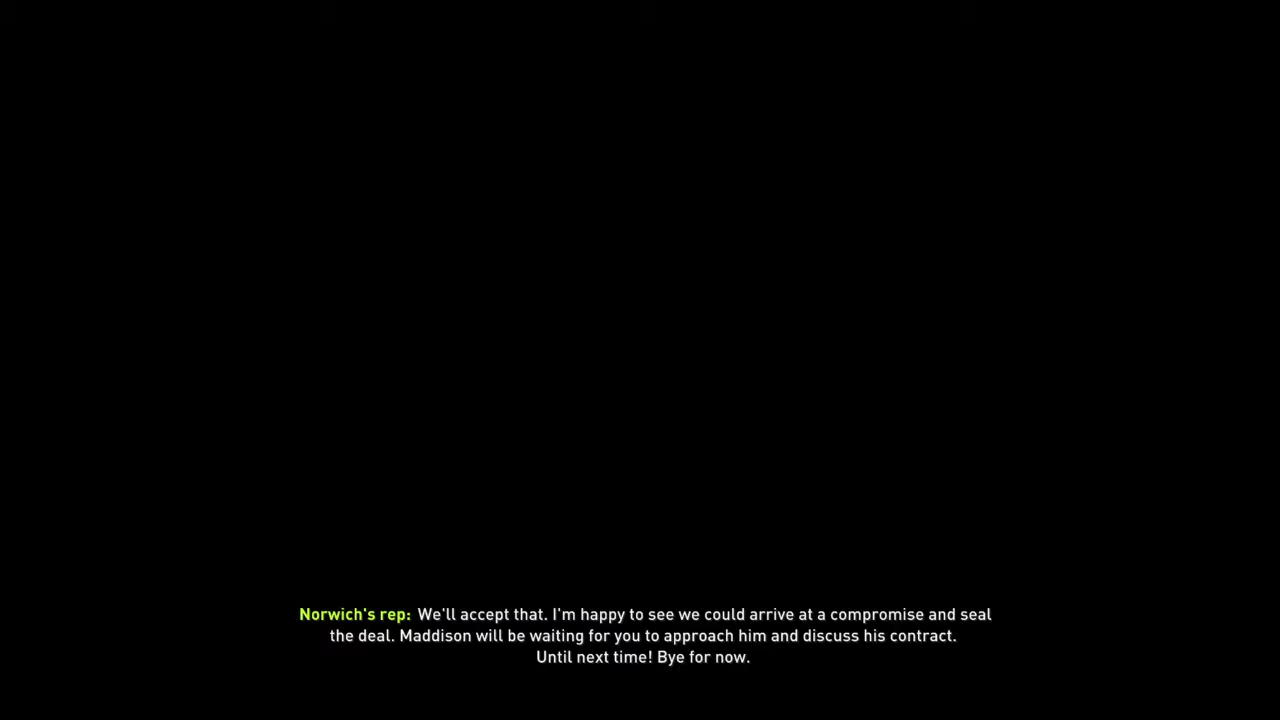 Norwich's rep: We'll accept that. I'm happy to see we could arrive at a compromise and seal
the deal. Maddison will be waiting for you to approach him and discuss his contract.
Until next time! Bye for now.